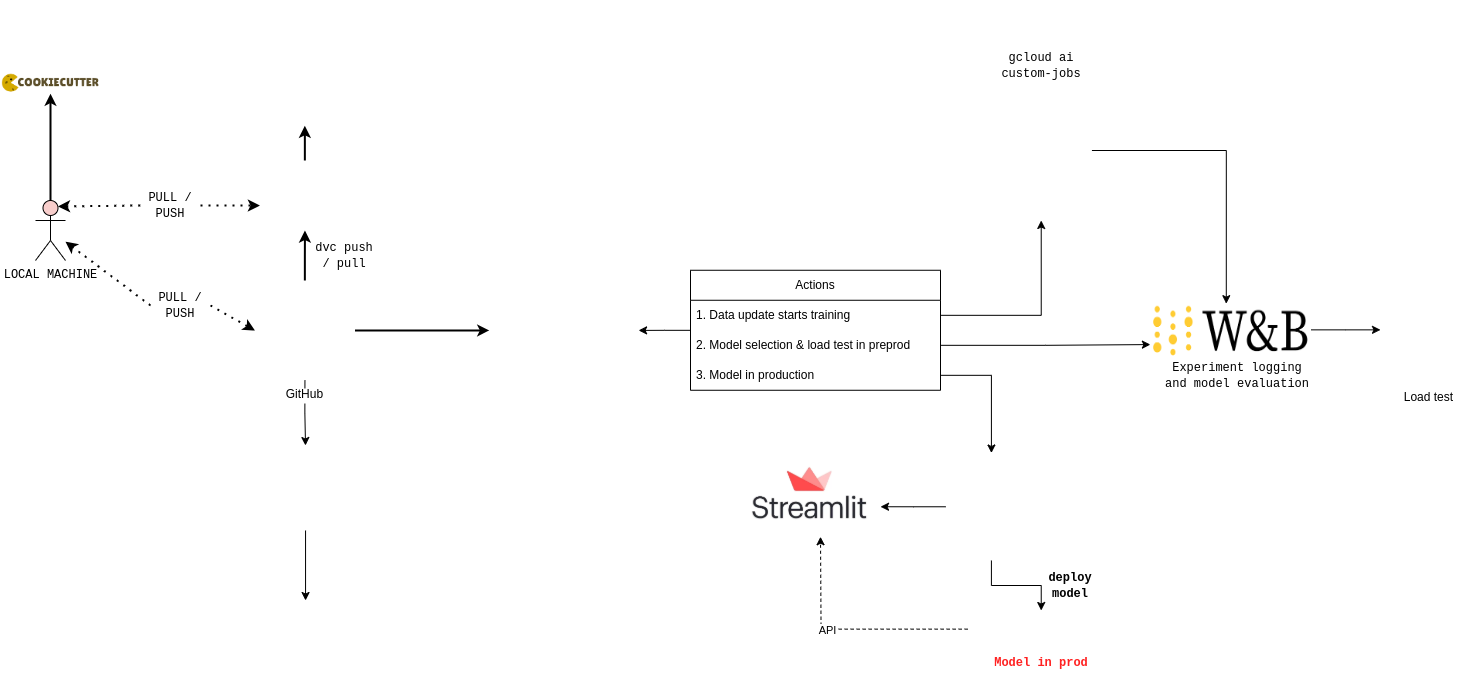 gcloud ai
custom-jobs
COOKIECUTTER
PULL /
PUSH
dvc push
/ pull
LOCAL MACHINE
PULL /
PUSH
Actions
1. Data update starts training
2. Model selection & load test in preprod
3. Model in production
W&B
Experiment logging
and model evaluation
Load test
GitHub
Streamlit
deploy
model
API
Model in prod